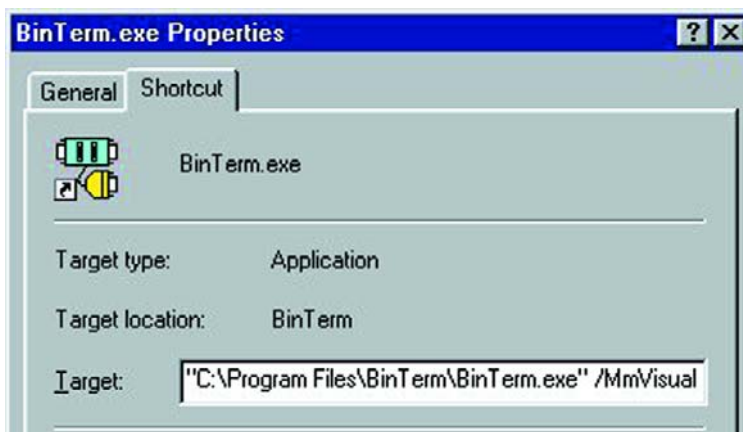 BinTerm.exe Properties
General Shortcut
BinTerm.exe
Target type: Application
Target location: BinTerm
Target: "C:\Program Files\BinTerm\BinTerm.exe" /MmVisual